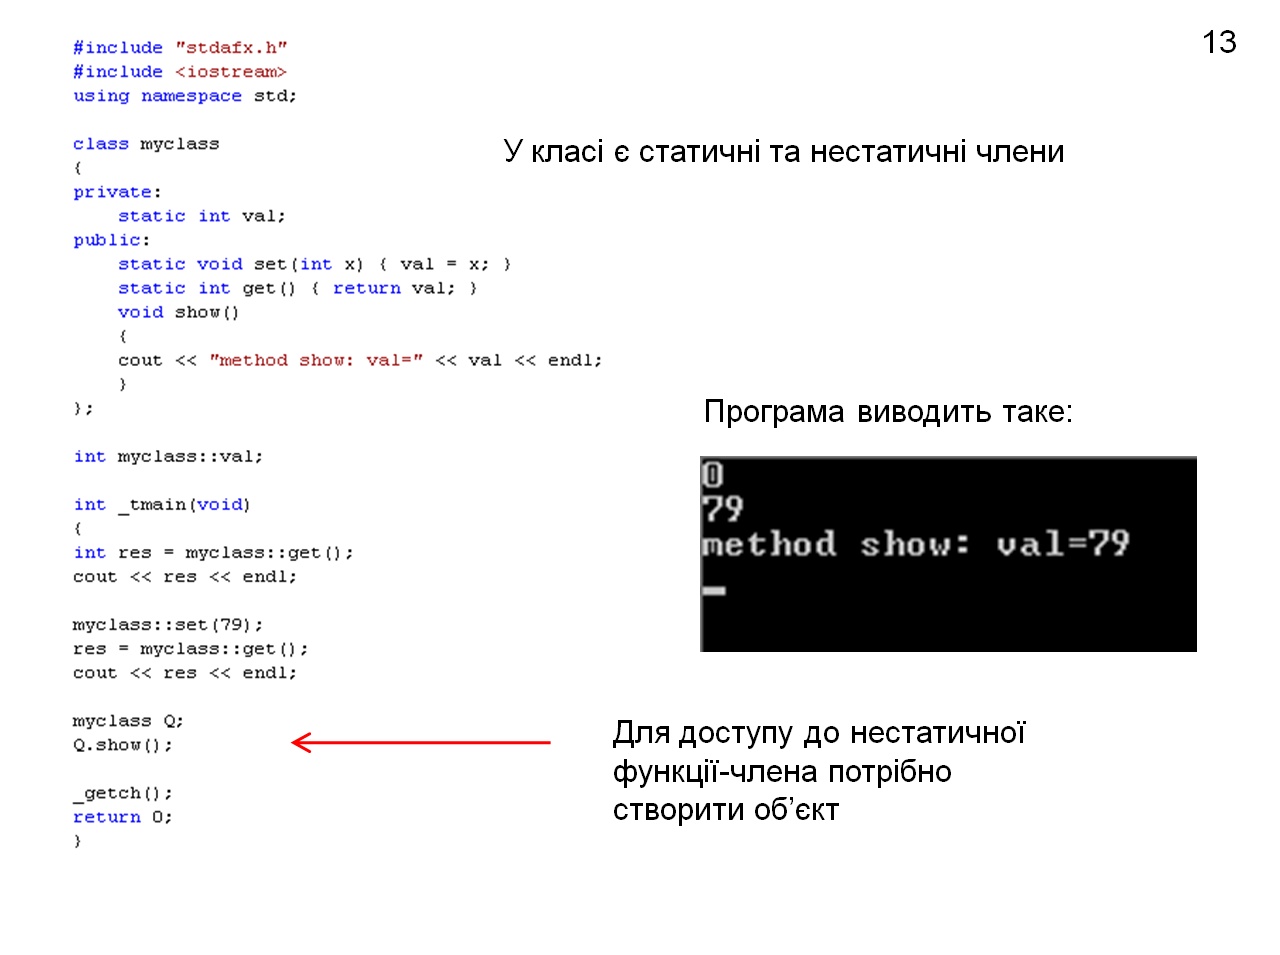 13
#include "stdafx.h"
#include <iostream>
using namespace std;
class myclass
{
private:
static int val;
public:
static void set(int x) { val = x; }
static int get() { return val; }
void show()
{
cout << "method show: val=" << val << endl;
}
};
int myclass::val;
int _tmain(void)
{
int res = myclass::get();
cout << res << endl;
myclass::set(79);
res = myclass::get();
cout << res << endl;
myclass Q;
Q.show();
_getch();
return 0;
}
У класі є статичні та нестатичні члени
Програма виводить таке:
0
79
method show: val=79
Для доступу до нестатичної
функції-члена потрібно
створити об’єкт